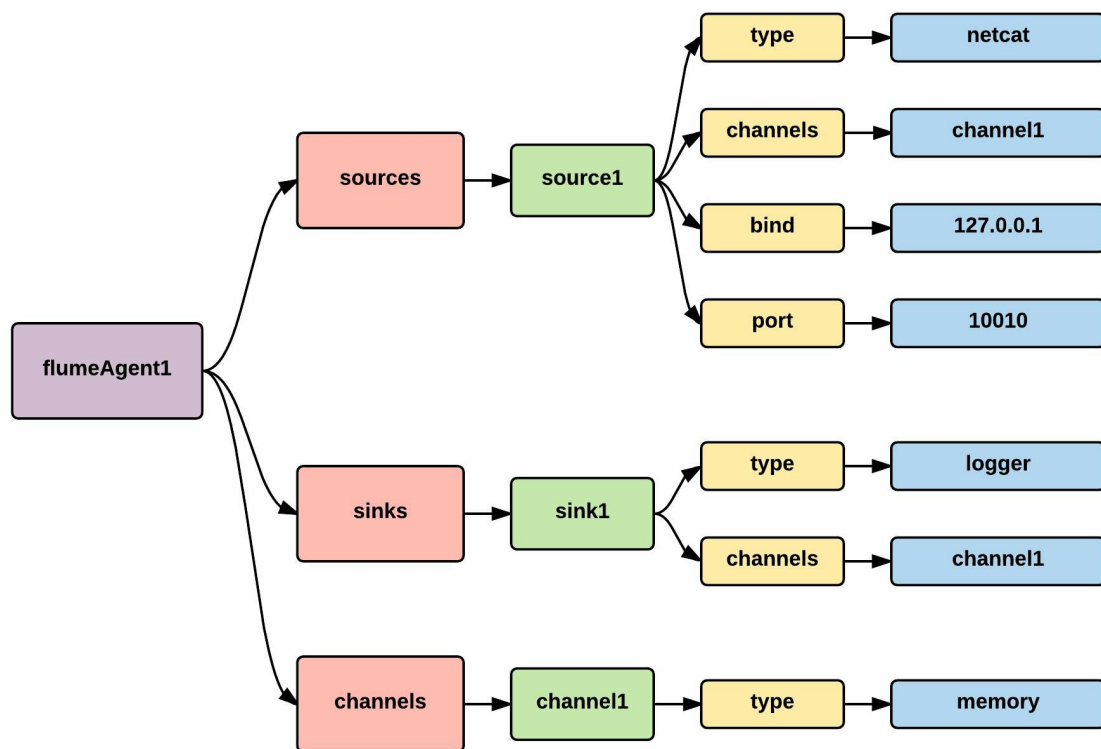 type
netcat
channels
channel1
sources
source1
bind
127.0.0.1
port
10010
flumeAgent1
type
logger
sinks
sink1
channels
channel1
channels
channel1
type
memory